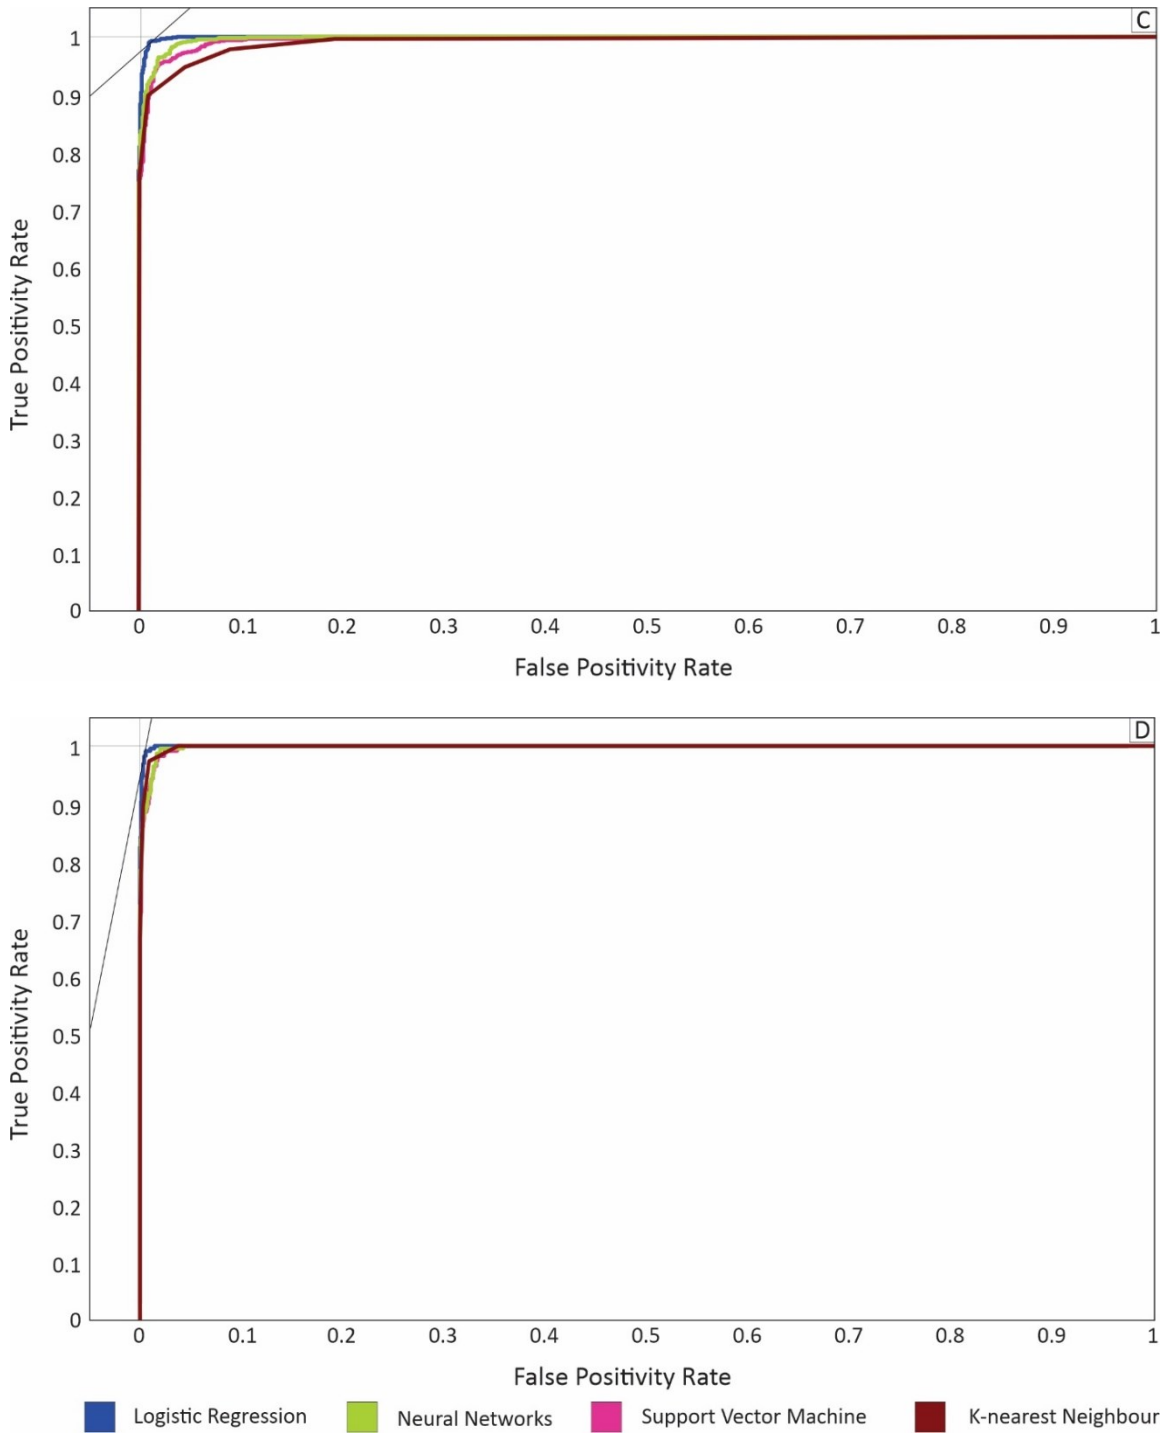 C
1
0.9
0.8
0.7
0.6
0.5
0.4
0.3
0.2
0.1
0
True Positivity Rate
0 0.1 0.2 0.3 0.4 0.5 0.6 0.7 0.8 0.9 1
False Positivity Rate
D
1
0.9
0.8
0.7
0.6
0.5
0.4
0.3
0.2
0.1
0
True Positivity Rate
0 0.1 0.2 0.3 0.4 0.5 0.6 0.7 0.8 0.9 1
False Positivity Rate
Logistic Regression Neural Networks Support Vector Machine K-nearest Neighbour